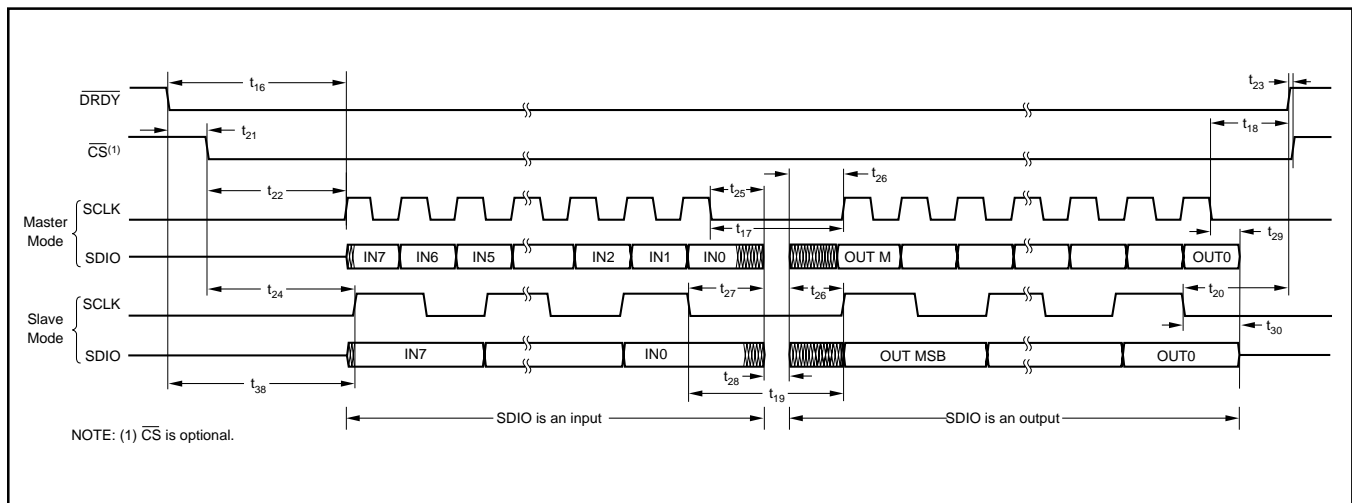 t16
t23
DRDY
t21
t18
CS(1)
t22
t25
t26
SCLK
Master
Mode
t17
t29
SDIO
IN7 IN6 IN5 IN2 IN1 IN0 OUT M OUT0
t24
t27
t26
t20
SCLK
Slave
Mode
t30
SDIO
IN7 IN0 OUT MSB OUT0
t28
t38
t19
SDIO is an input
SDIO is an output
NOTE: (1) CS is optional.